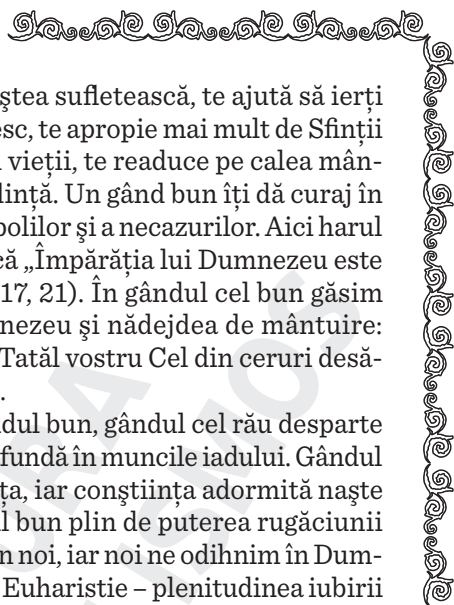 ştea sufletească, te ajută să ierţi
esc, te apropie mai mult de Sfinţii
vieţii, te readuce pe calea mân-
dinţă. Un gând bun îţi dă curaj în
bolilor şi a necazurilor. Aici harul
că „Împărăţia lui Dumnezeu este
17, 21). În gândul cel bun găsim
nezeu şi nădejdea de mântuire:
Tatăl vostru Cel din ceruri desă-
.
dul bun, gândul cel rău desparte
fundă în muncile iadului. Gândul
ţa, iar conştiinţa adormită naşte
l bun plin de puterea rugăciunii
n noi, iar noi ne odihnim în Dum-
Euharistie – plenitudinea iubirii